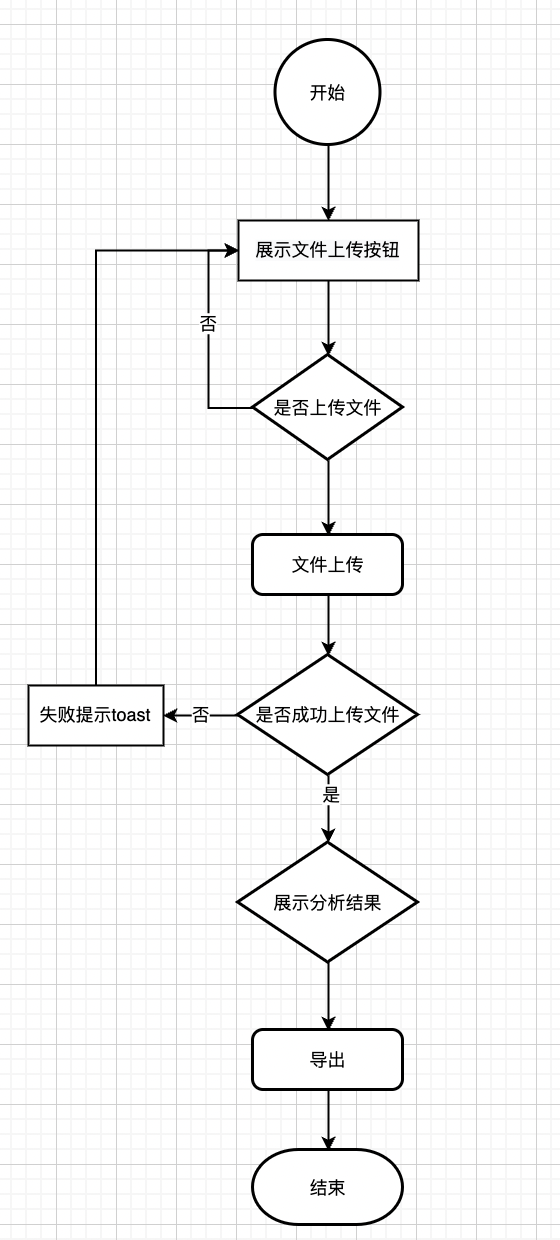 开始
展示文件上传按钮
否
是否上传文件
文件上传
是否成功上传文件
否
失败提示toast
是
展示分析结果
导出
结束